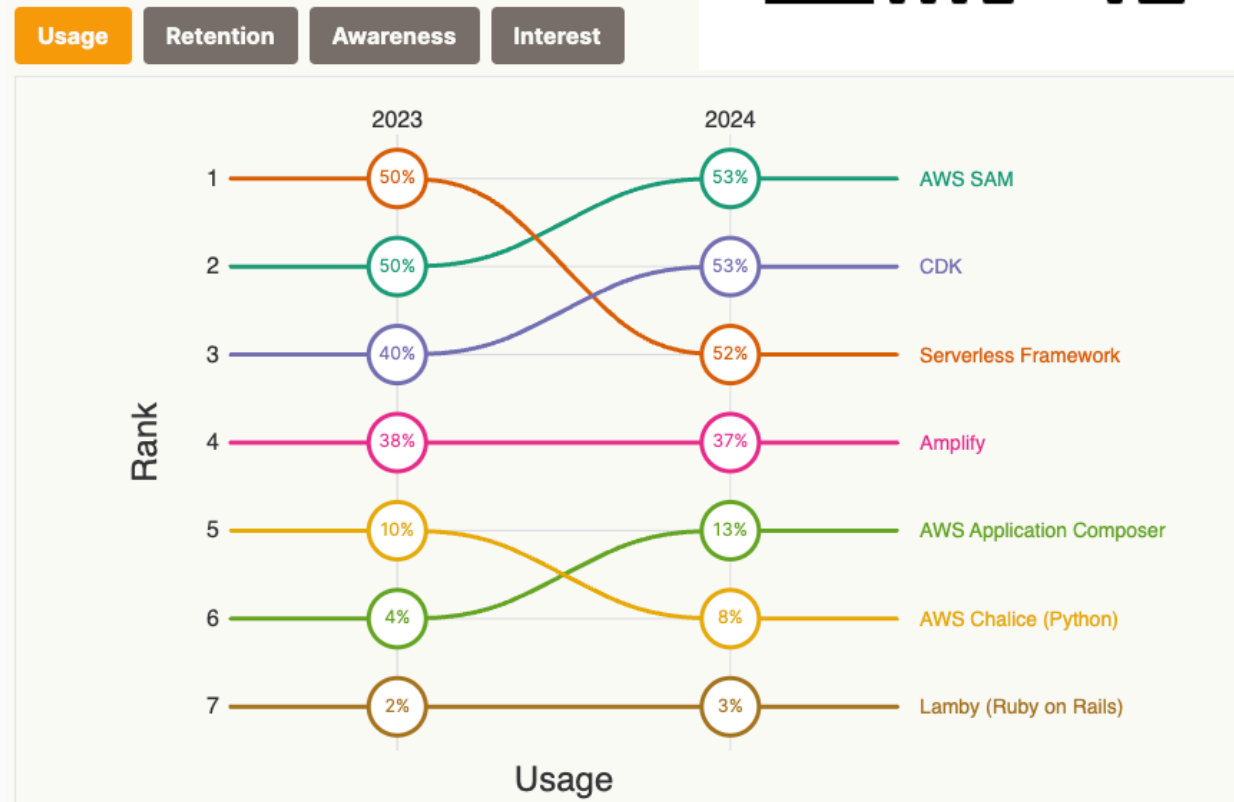 Usage Retention Awareness Interest
2023 2024
1 50% 53% AWS SAM
2 50% 53% CDK
3 40% 52% Serverless Framework
Rank
4 38% 37% Amplify
5 10% 13% AWS Application Composer
6 4% 8% AWS Chalice (Python)
7 2% 3% Lamby (Ruby on Rails)
Usage